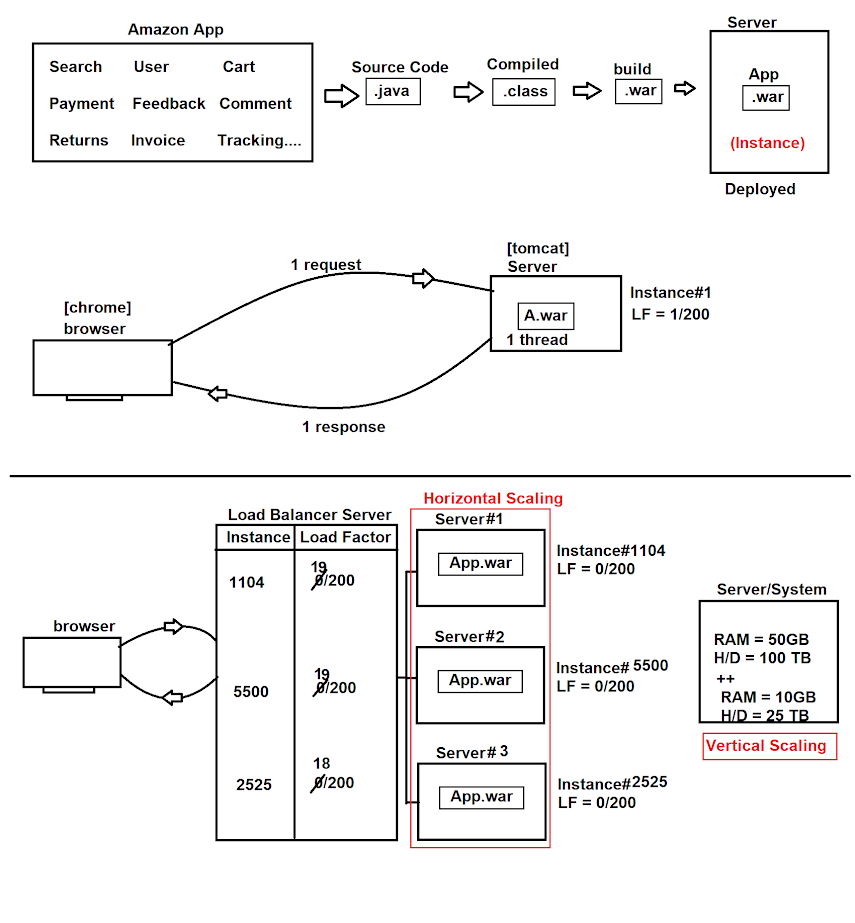 Amazon App
Search User Cart
Payment Feedback Comment
Returns Invoice Tracking....
Source Code
.java
Compiled
.class
build
.war
Server
App
.war
(Instance)
Deployed
[chrome]
browser
1 request
1 response
[tomcat]
Server
A.war
1 thread
Instance#1
LF = 1/200
browser
Load Balancer Server
Instance Load Factor
1104
19
0/200
5500
19
0/200
2525
18
0/200
Horizontal Scaling
Server#1
App.war
Instance#1104
LF = 0/200
Server#2
App.war
Instance# 5500
LF = 0/200
Server# 3
App.war
Instance#2525
LF = 0/200
Server/System
RAM = 50GB
H/D = 100 TB
++
RAM = 10GB
H/D = 25 TB
Vertical Scaling